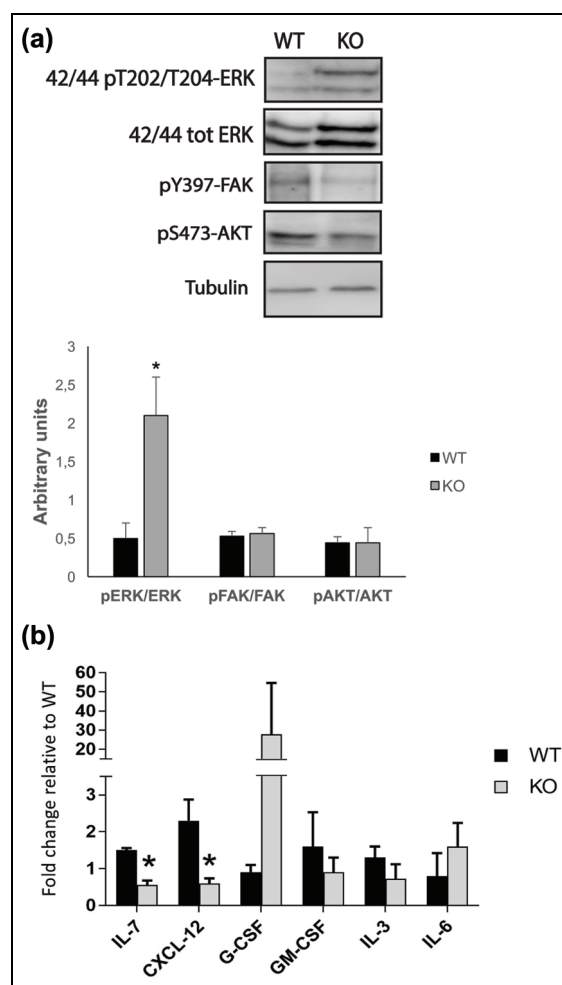 (a)
WT KO
42/44 pT202/T204-ERK
42/44 tot ERK
pY397-FAK
pS473-AKT
Tubulin
3
2,5
2
1,5
1
0,5
0
Arbitrary units
*
WT
KO
pERK/ERK pFAK/FAK pAKT/AKT
(b)
Fold change relative to WT
60
50
40
30
20
3
2
1
0
* *
WT
KO
IL-7 CXCL-12 G-CSF GM-CSF IL-3 IL-6